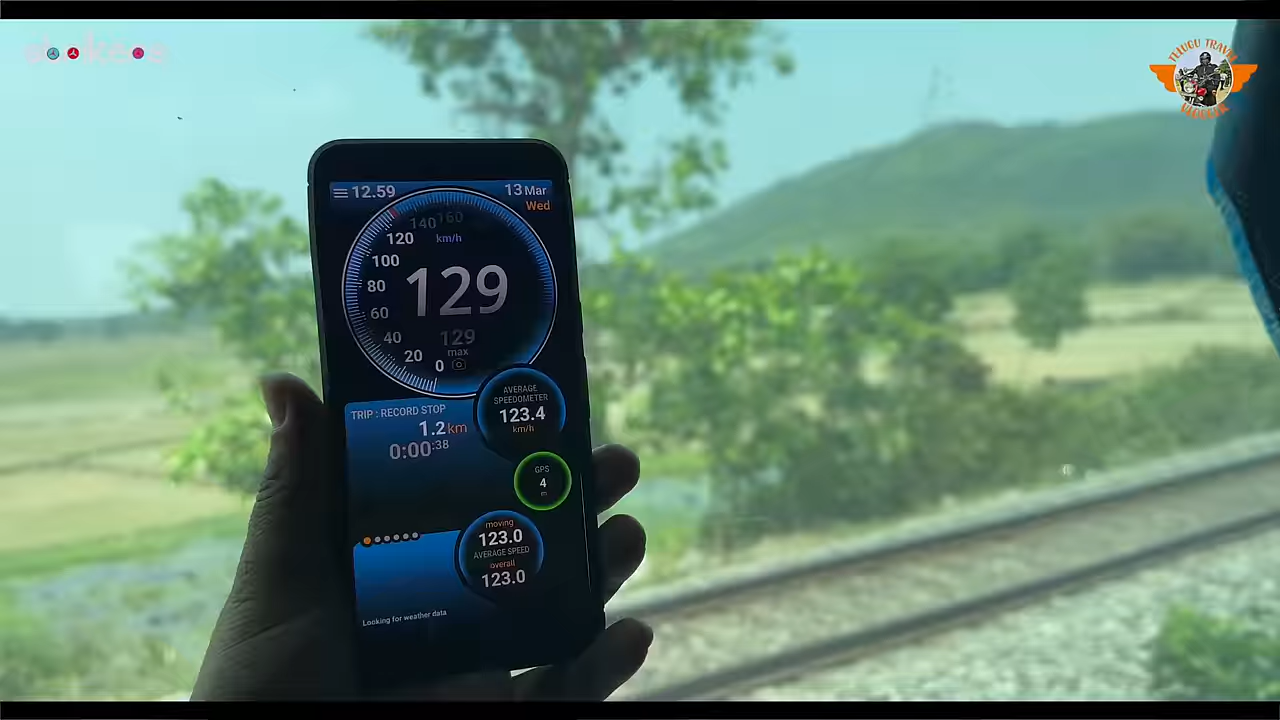 TELUGU TRAVEL
12.59
13 Mar
Wed
140 160
120
km/h
100
80
129
60
40
129
20
max
0
AVERAGE
SPEEDOMETER
123.4
km/h
TRIP : RECORD STOP
1.2 km
0:00:38
GPS
4
m
moving
123.0
AVERAGE SPEED
overall
123.0
Looking for weather data